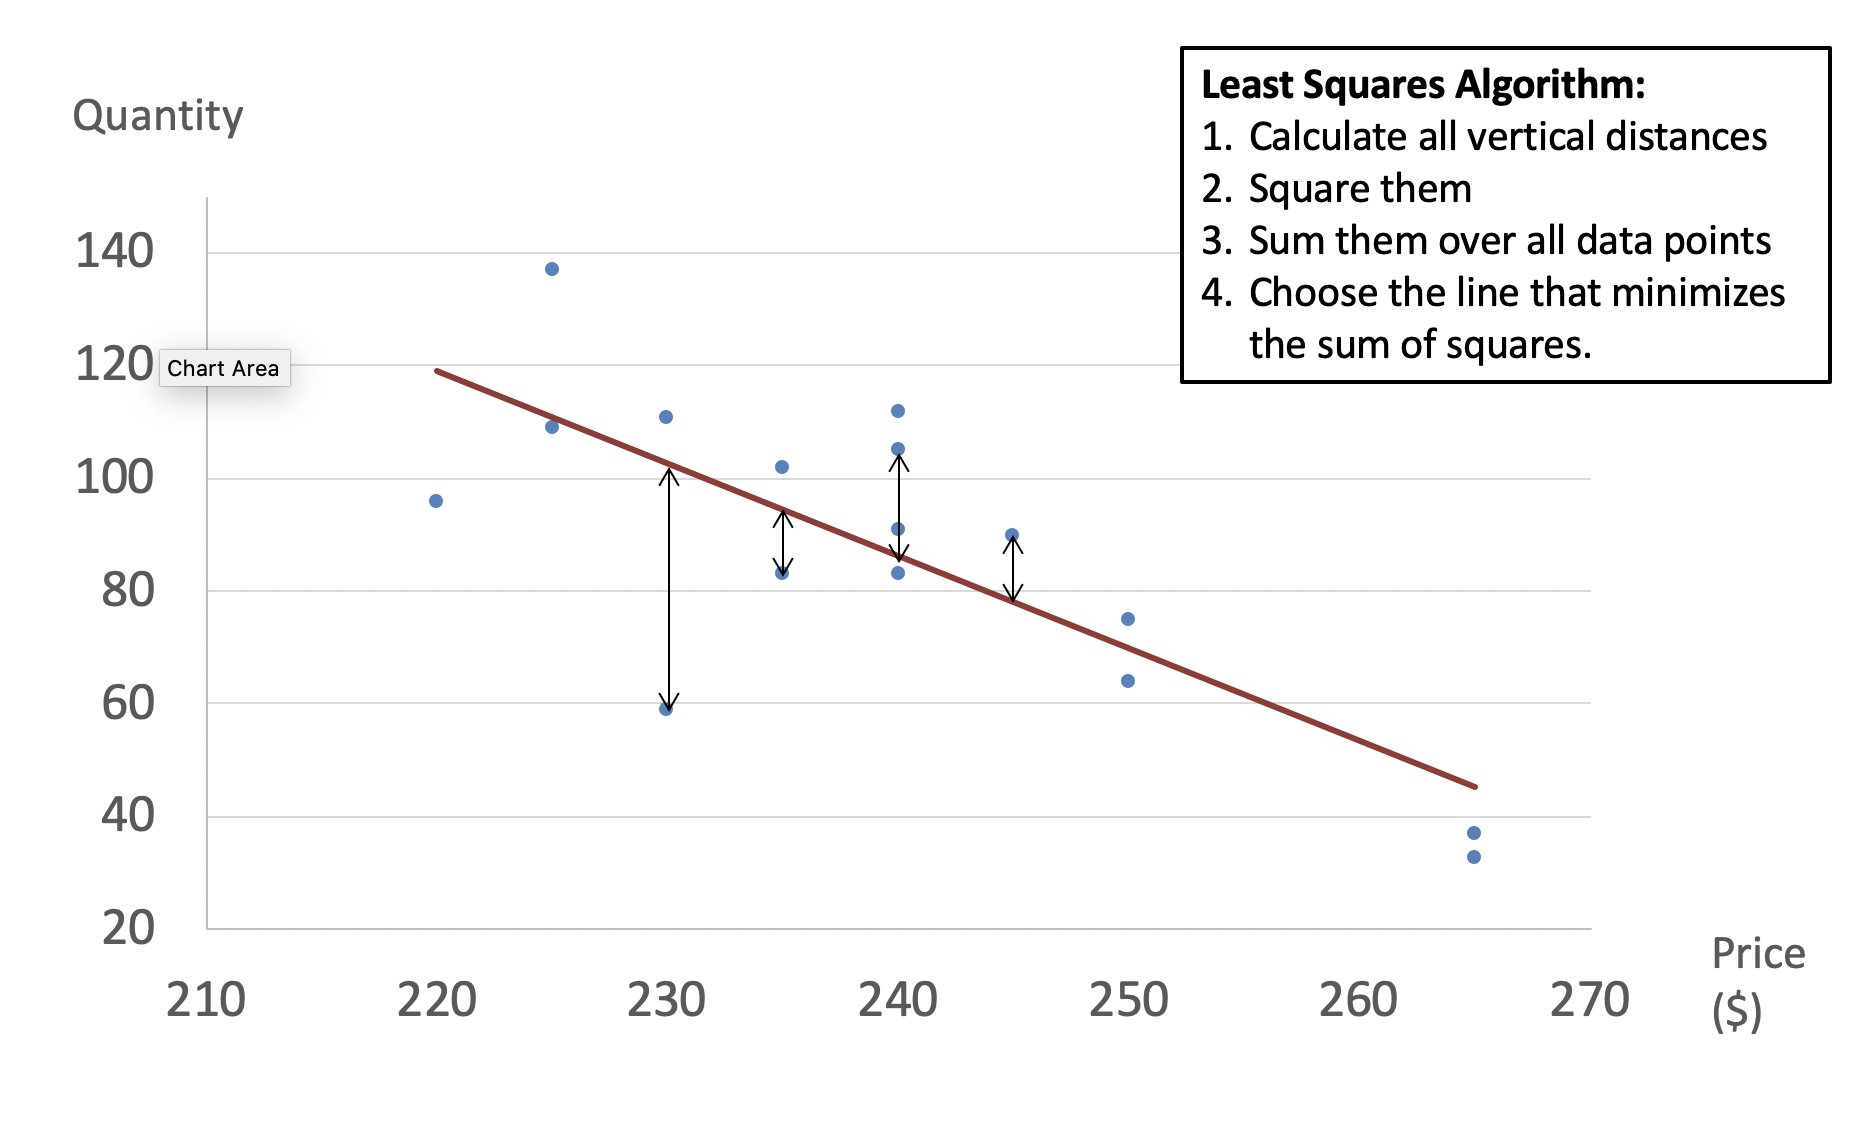 Least Squares Algorithm:
1. Calculate all vertical distances
2. Square them
3. Sum them over all data points
4. Choose the line that minimizes
the sum of squares.
Quantity
140
120
Chart Area
100
80
60
40
20
210 220 230 240 250 260 270
Price
($)